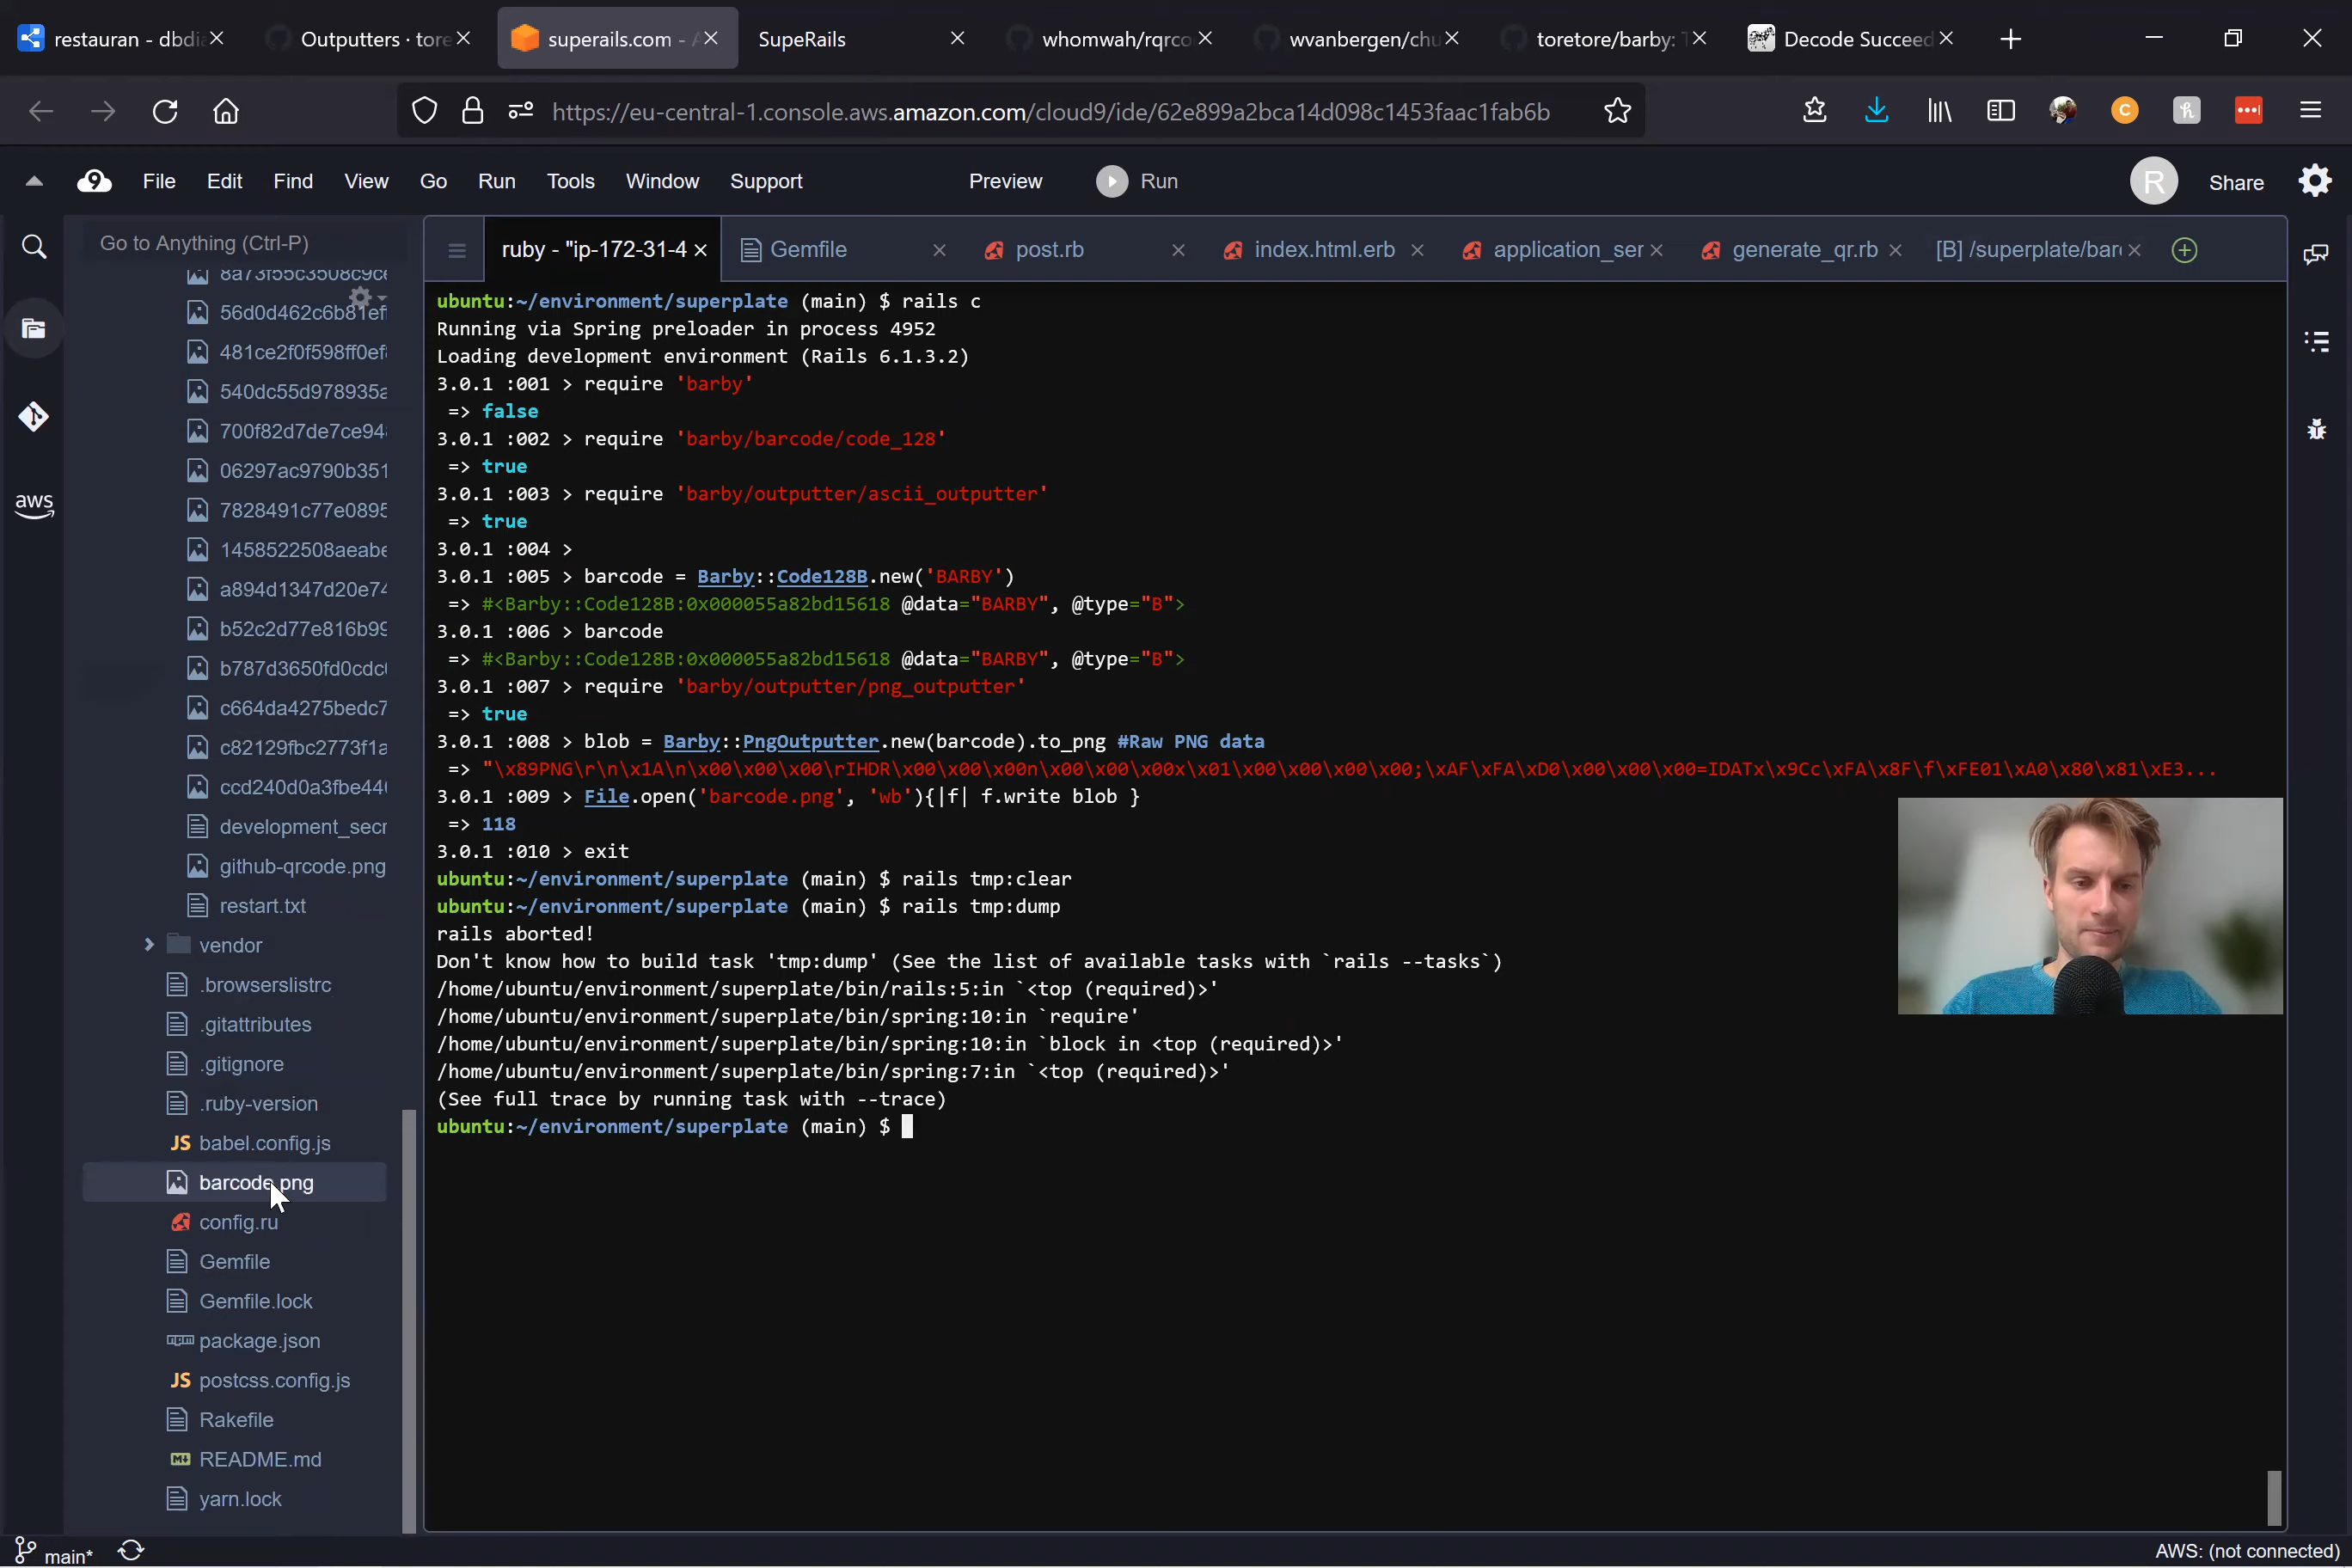 restauran - dbdi
Outputters · tore
superails.com - A
SupeRails
whomwah/rqrco
wvanbergen/chu
toretore/barby: T
Decode Succeed
https://eu-central-1.console.aws.amazon.com/cloud9/ide/62e899a2bca14d098c1453faac1fab6b
9 File Edit Find View Go Run Tools Window Support Preview Run R Share
Go to Anything (Ctrl-P)
ruby - "ip-172-31-4
Gemfile
post.rb
index.html.erb
application_ser
generate_qr.rb
[B] /superplate/bar
8a73f55c3508c9ce
56d0d462c6b81ef
481ce2f0f598ff0ef
540dc55d978935a
700f82d7de7ce94
06297ac9790b351
7828491c77e0895
1458522508aeabe
a894d1347d20e74
b52c2d77e816b99
b787d3650fd0cdc
c664da4275bedc7
c82129fbc2773f1a
ccd240d0a3fbe44
development_secr
github-qrcode.png
restart.txt
vendor
.browserslistrc
.gitattributes
.gitignore
.ruby-version
JS babel.config.js
barcode.png
config.ru
Gemfile
Gemfile.lock
package.json
JS postcss.config.js
Rakefile
README.md
yarn.lock
aws
ubuntu:~/environment/superplate (main) $ rails c
Running via Spring preloader in process 4952
Loading development environment (Rails 6.1.3.2)
3.0.1 :001 > require 'barby'
=> false
3.0.1 :002 > require 'barby/barcode/code_128'
=> true
3.0.1 :003 > require 'barby/outputter/ascii_outputter'
=> true
3.0.1 :004 >
3.0.1 :005 > barcode = Barby::Code128B.new('BARBY')
=> #<Barby::Code128B:0x000055a82bd15618 @data="BARBY", @type="B">
3.0.1 :006 > barcode
=> #<Barby::Code128B:0x000055a82bd15618 @data="BARBY", @type="B">
3.0.1 :007 > require 'barby/outputter/png_outputter'
=> true
3.0.1 :008 > blob = Barby::PngOutputter.new(barcode).to_png #Raw PNG data
=> "\x89PNG\r\n\x1A\n\x00\x00\x00\rIHDR\x00\x00\x00n\x00\x00\x00x\x01\x00\x00\x00\x00;\xAF\xFA\xD0\x00\x00\x00=IDATx\x9Cc\xFA\x8F\f\xFE01\xA0\x80\x81\xE3...
3.0.1 :009 > File.open('barcode.png', 'wb'){|f| f.write blob }
=> 118
3.0.1 :010 > exit
ubuntu:~/environment/superplate (main) $ rails tmp:clear
ubuntu:~/environment/superplate (main) $ rails tmp:dump
rails aborted!
Don't know how to build task 'tmp:dump' (See the list of available tasks with `rails --tasks`)
/home/ubuntu/environment/superplate/bin/rails:5:in `<top (required)>'
/home/ubuntu/environment/superplate/bin/spring:10:in `require'
/home/ubuntu/environment/superplate/bin/spring:10:in `block in <top (required)>'
/home/ubuntu/environment/superplate/bin/spring:7:in `<top (required)>'
(See full trace by running task with --trace)
ubuntu:~/environment/superplate (main) $
main*
AWS: (not connected)